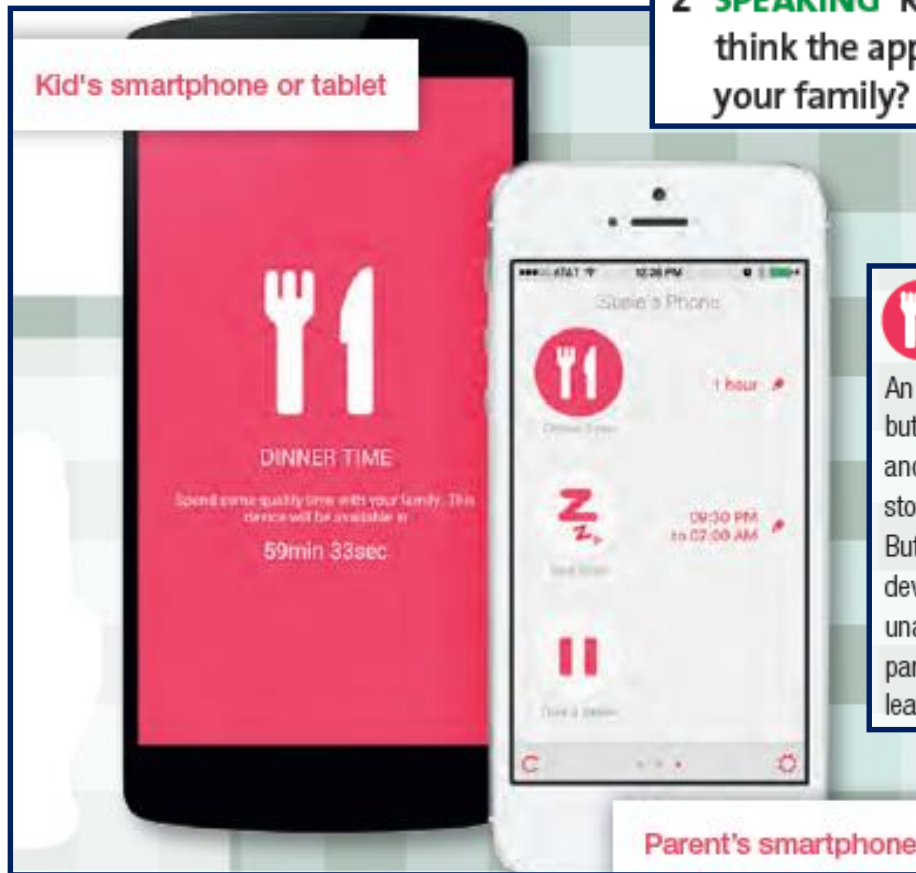 2 SPEAKING
think the app
your family?
Kid's smartphone or tablet
DINNER TIME
Spend some quality time with your family. This
device will be available in
59min 33sec
AT&T 12:26 PM
Susie's Phone
1 hour
09:30 PM
to 07:00 AM
Take a break
Parent's smartphone
An
but
and
sto
But
dev
una
par
lea